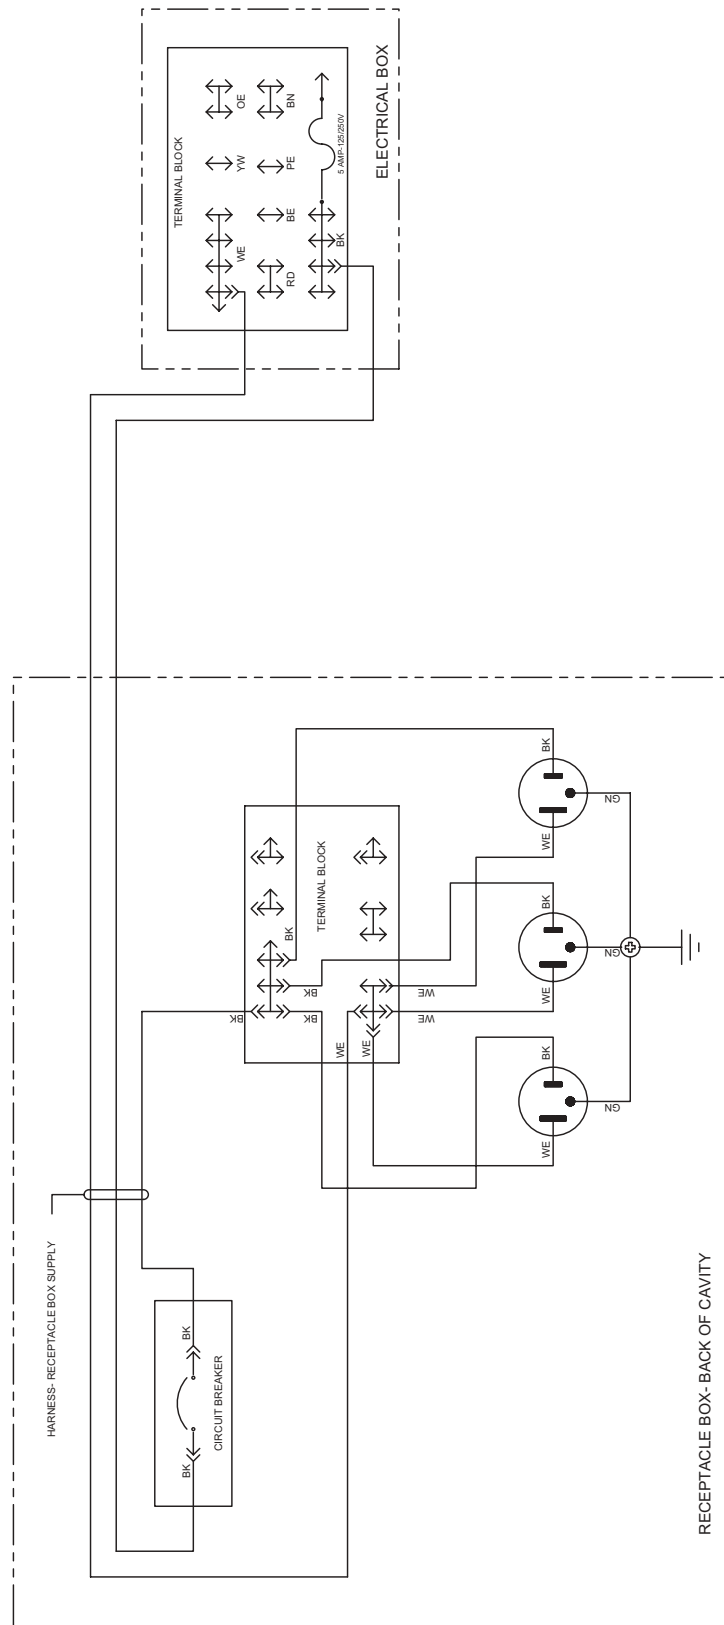 ELECTRICAL BOX
TERMINAL BLOCK
OE
BN
YW
PE
5 AMP-125/250V
WE
BE
BK
RD
HARNESS- RECEPTACLE BOX SUPPLY
BK
CIRCUIT BREAKER
BK
TERMINAL BLOCK
BK
BK
BK
BK
WE
WE
WE
WE
BK
WE
GN
BK
WE
GN
BK
WE
GN
RECEPTACLE BOX- BACK OF CAVITY